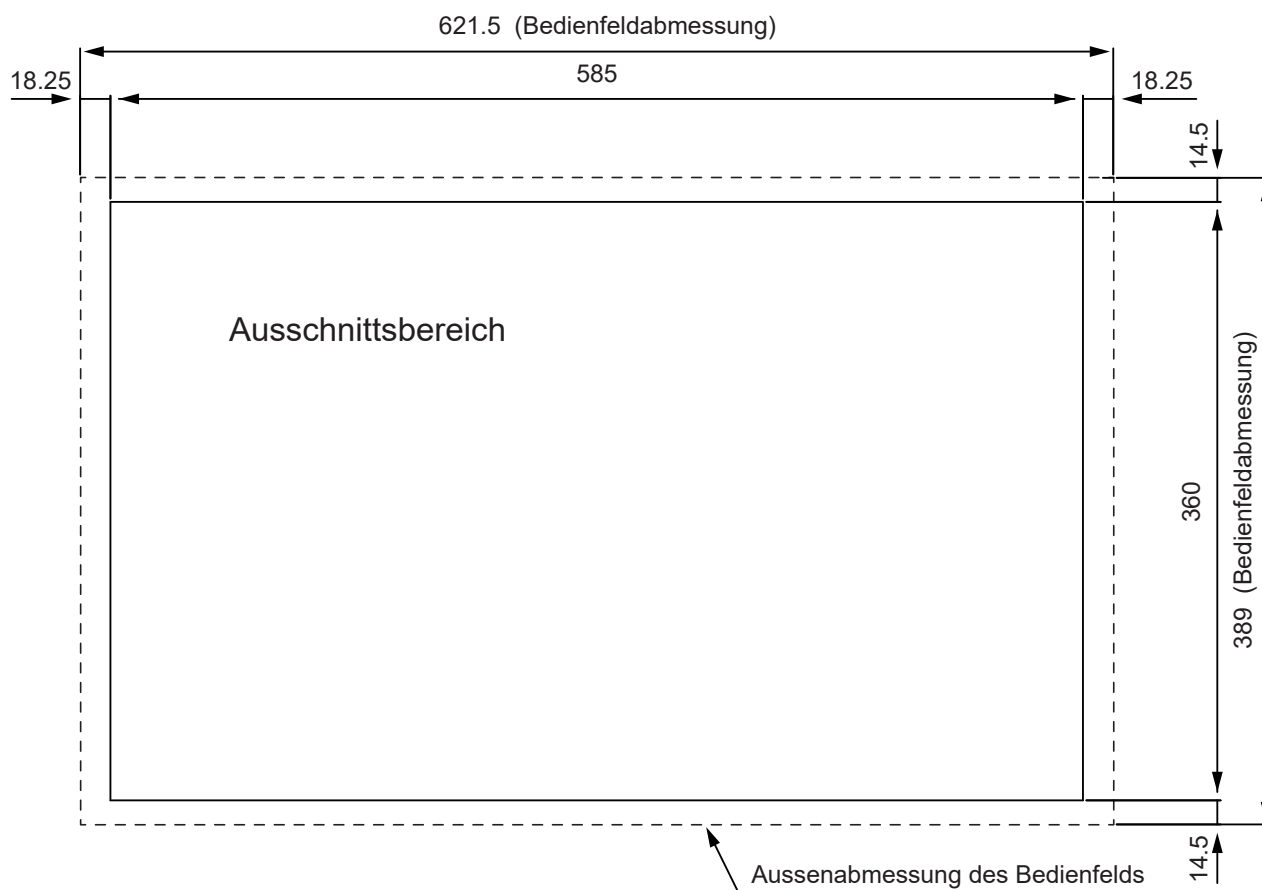 621.5 (Bedienfeldabmessung)
18.25
585
18.25
14.5
Ausschnittsbereich
360
389 (Bedienfeldabmessung)
14.5
Aussenabmessung des Bedienfelds